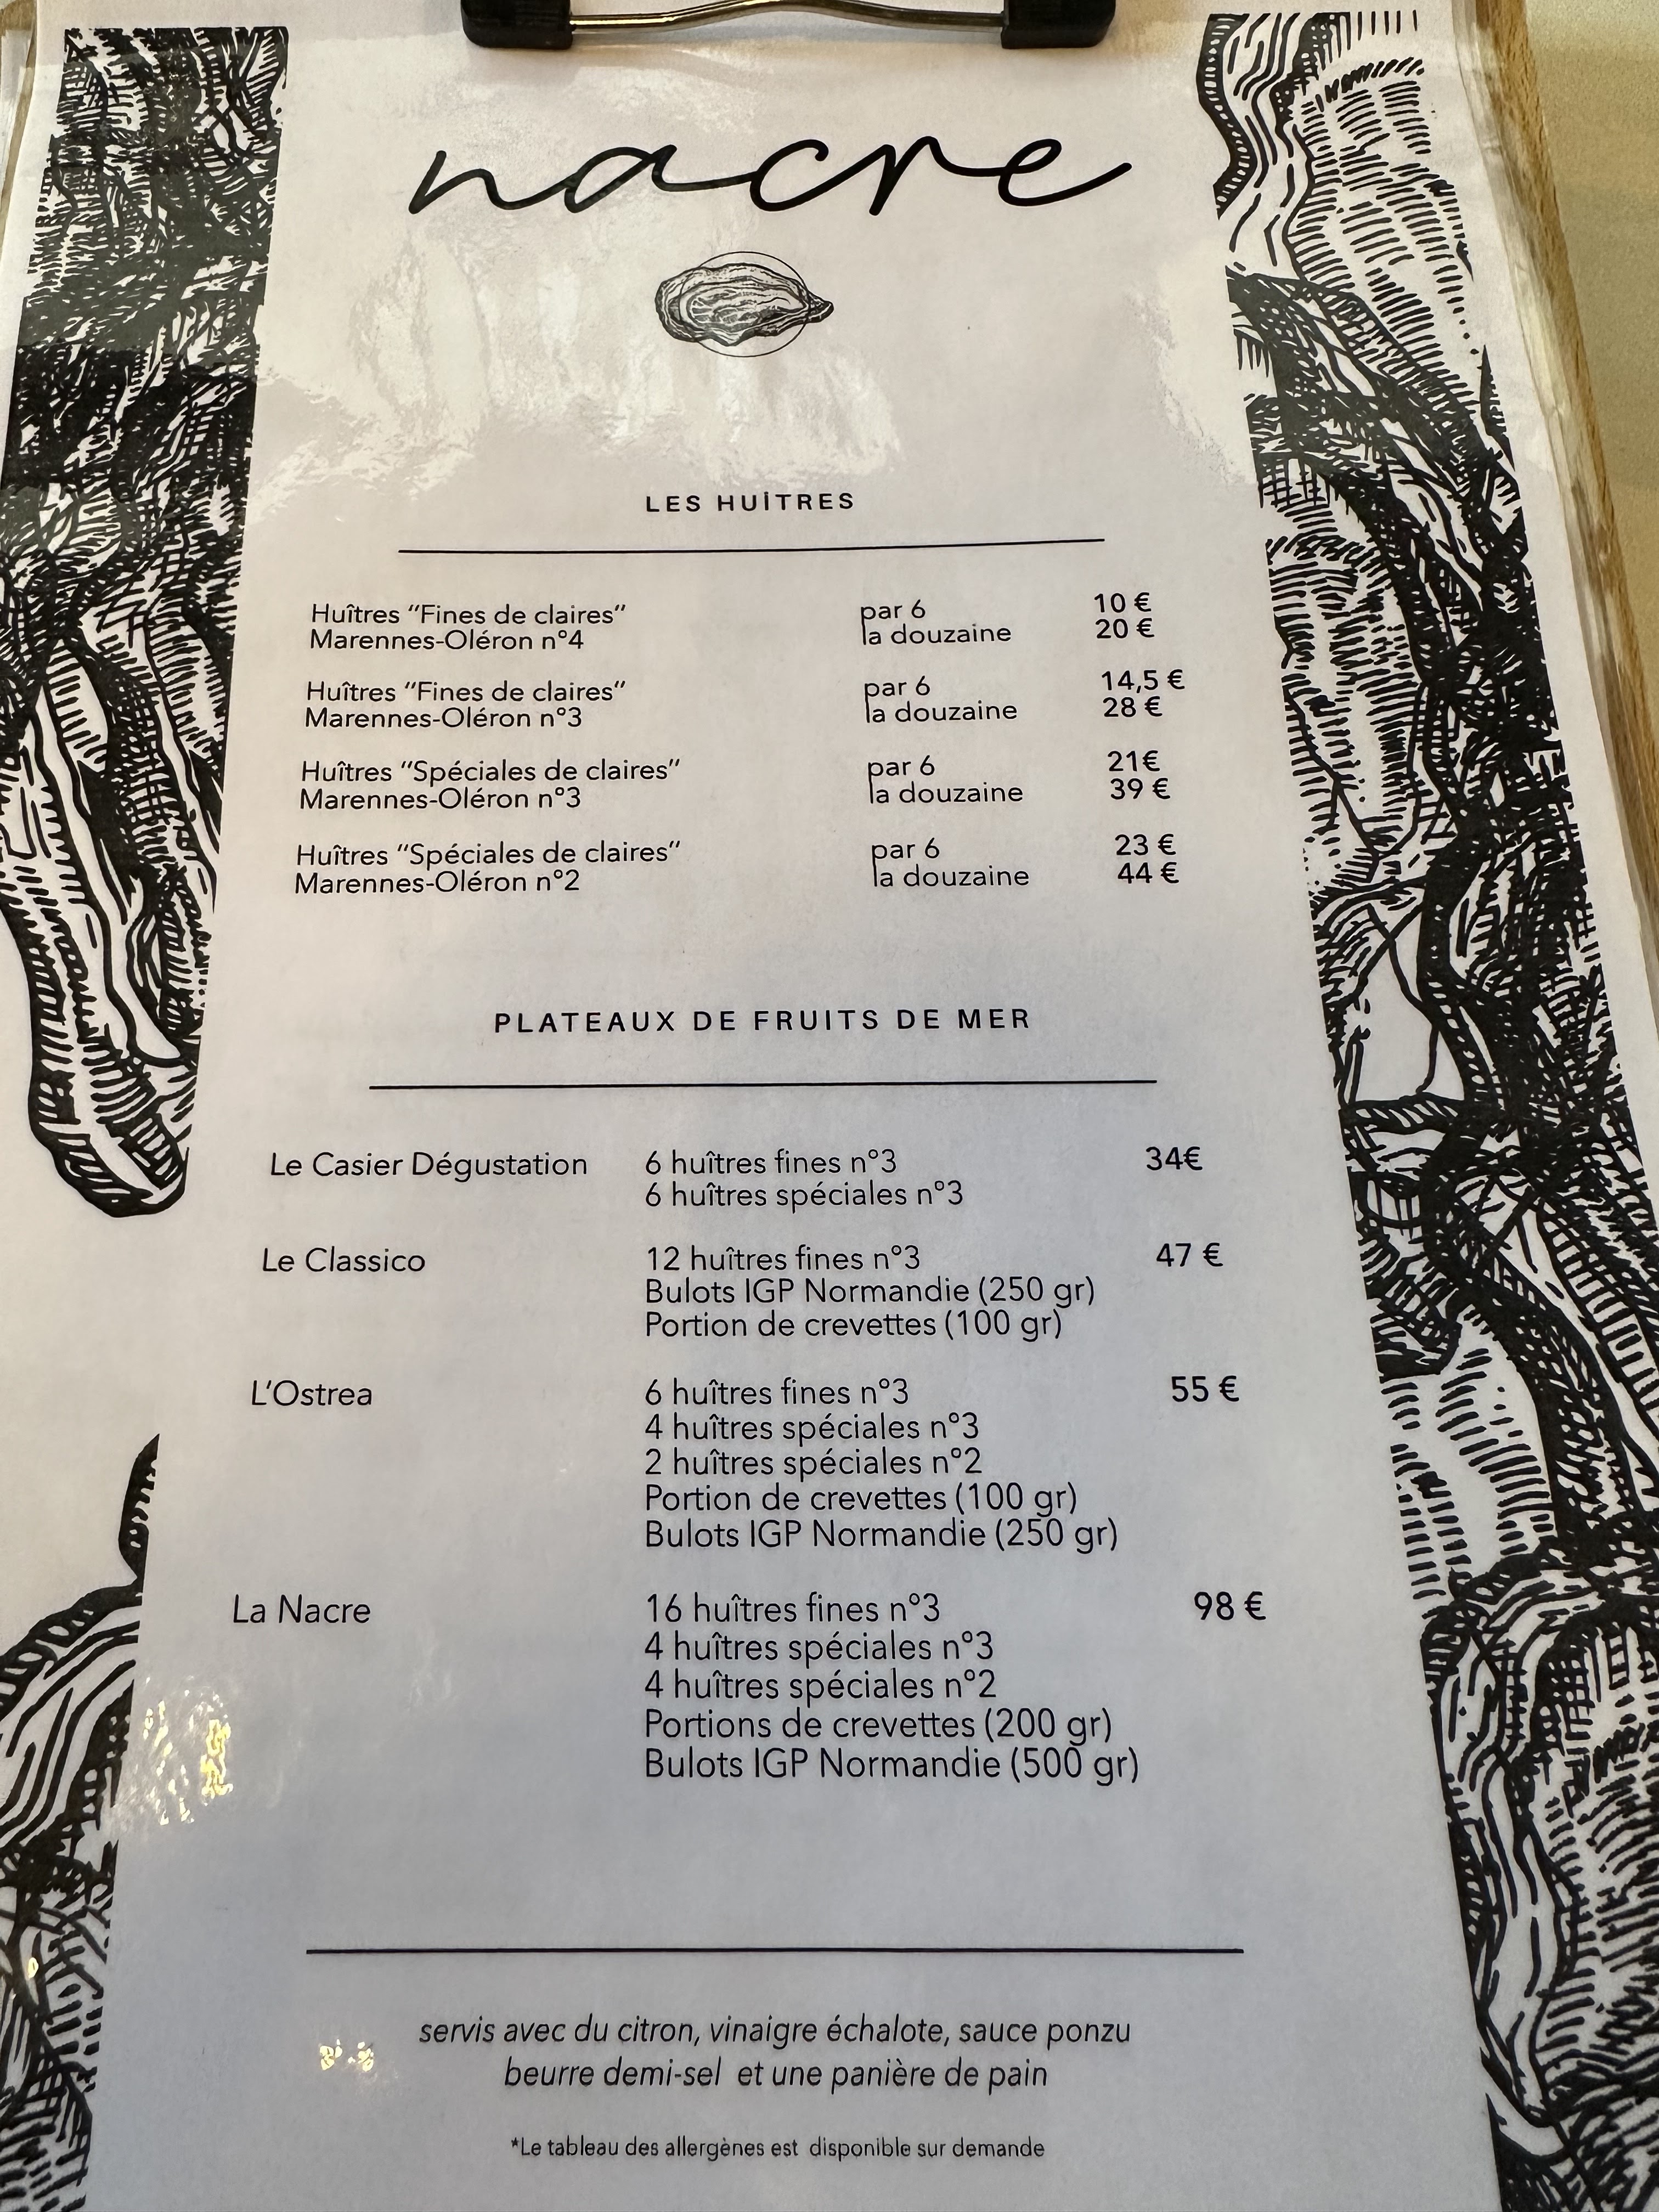 nacre
LES HUÎTRES
Huîtres "Fines de claires" par 6 10 €
Marennes-Oléron n°4 la douzaine 20 €
Huîtres "Fines de claires" par 6 14,5 €
Marennes-Oléron n°3 la douzaine 28 €
Huîtres "Spéciales de claires" par 6 21€
Marennes-Oléron n°3 la douzaine 39 €
Huîtres "Spéciales de claires" par 6 23 €
Marennes-Oléron n°2 la douzaine 44 €
PLATEAUX DE FRUITS DE MER
Le Casier Dégustation 6 huîtres fines n°3 34€
6 huîtres spéciales n°3
Le Classico 12 huîtres fines n°3 47 €
Bulots IGP Normandie (250 gr)
Portion de crevettes (100 gr)
L'Ostrea 6 huîtres fines n°3 55 €
4 huîtres spéciales n°3
2 huîtres spéciales n°2
Portion de crevettes (100 gr)
Bulots IGP Normandie (250 gr)
La Nacre 16 huîtres fines n°3 98 €
4 huîtres spéciales n°3
4 huîtres spéciales n°2
Portions de crevettes (200 gr)
Bulots IGP Normandie (500 gr)
servis avec du citron, vinaigre échalote, sauce ponzu
beurre demi-sel et une panière de pain
*Le tableau des allergènes est disponible sur demande